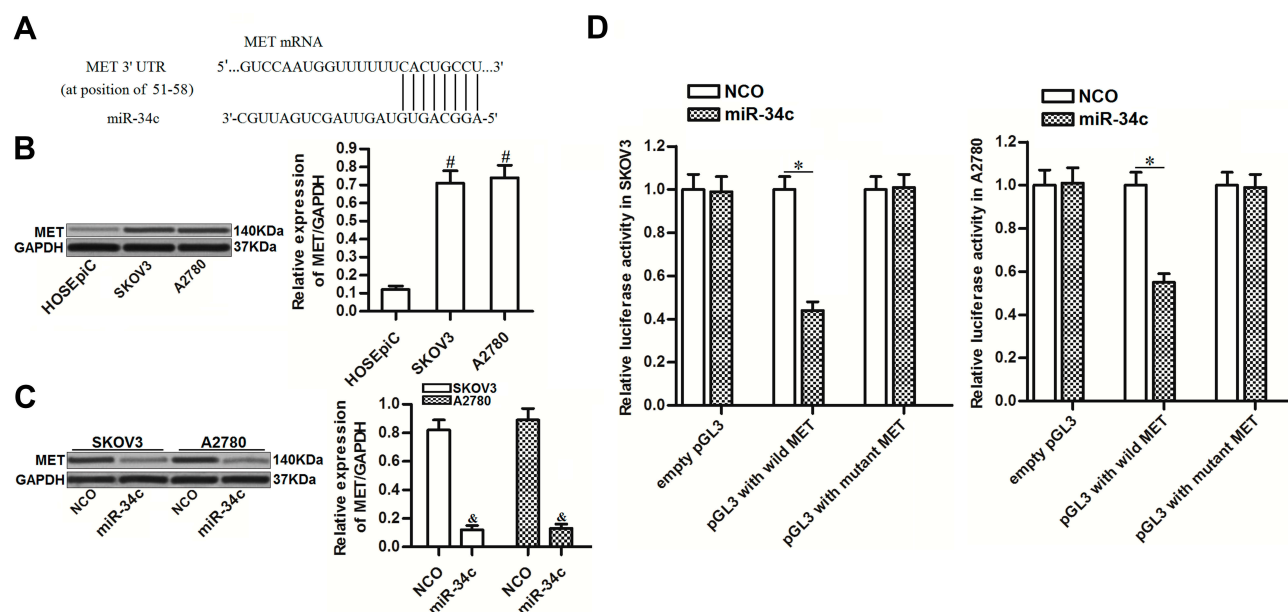 A
MET mRNA
MET 3' UTR 5'...GUCCAAUGGUUUUUUCACUGCCU...3'
(at position of 51-58)
miR-34c 3'-CGUUAGUCGAUUGAUGUGACGGA-5'
B
MET 140KDa
GAPDH 37KDa
HOSEpiC SKOV3 A2780
Relative expression
of MET/GAPDH
0.9
0.8
0.7
0.6
0.5
0.4
0.3
0.2
0.1
0.0
# #
HOSEpiC SKOV3 A2780
C
SKOV3 A2780
MET 140KDa
GAPDH 37KDa
NCO miR-34c NCO miR-34c
SKOV3
A2780
Relative expression
of MET/GAPDH
1.0
0.8
0.6
0.4
0.2
0.0
& &
NCO miR-34c NCO miR-34c
D
NCO
miR-34c
Relative luciferase activity in SKOV3
1.2
1.0
0.8
0.6
0.4
0.2
0.0
*
empty pGL3 pGL3 with wild MET pGL3 with mutant MET
NCO
miR-34c
Relative luciferase activity in A2780
1.2
1.0
0.8
0.6
0.4
0.2
0.0
*
empty pGL3 pGL3 with wild MET pGL3 with mutant MET